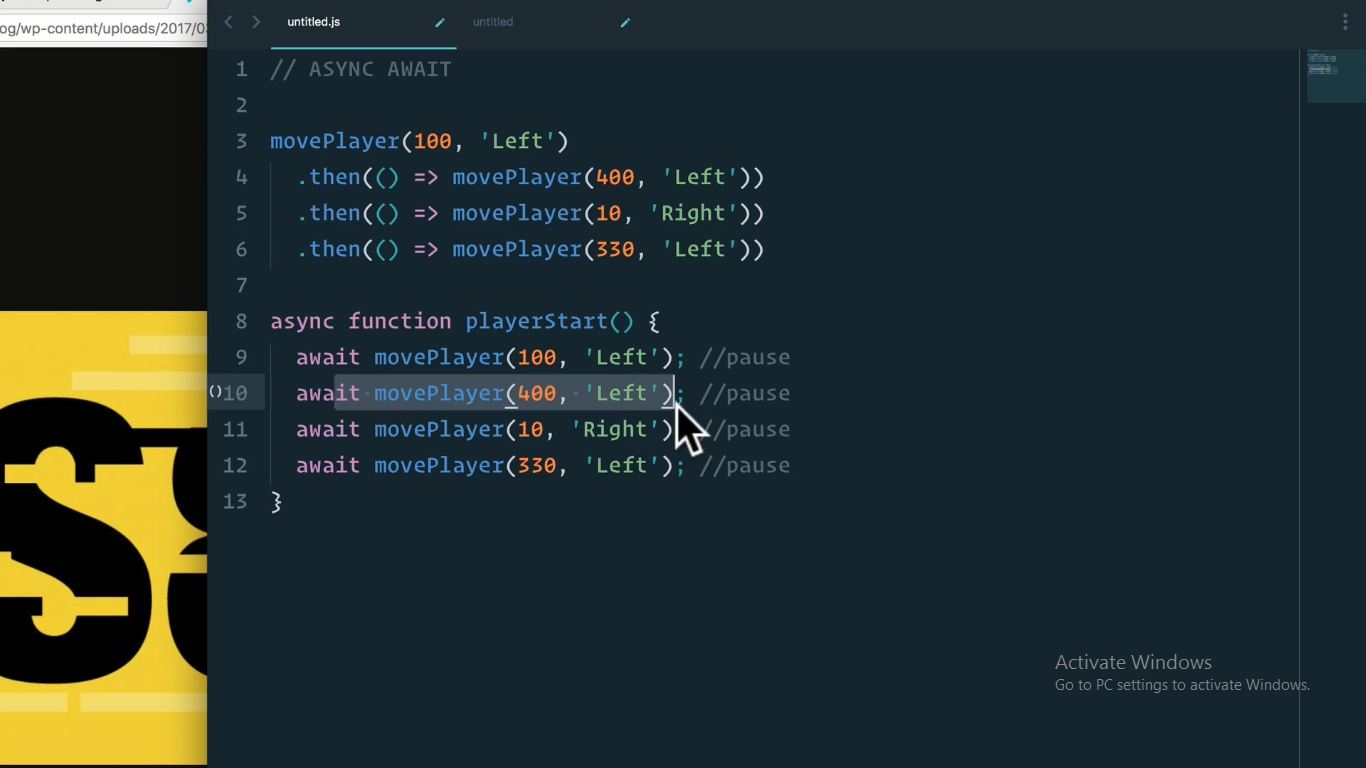 og/wp-content/uploads/2017/03
untitled.js
untitled
1 // ASYNC AWAIT
2
3 movePlayer(100, 'Left')
4 .then(() => movePlayer(400, 'Left'))
5 .then(() => movePlayer(10, 'Right'))
6 .then(() => movePlayer(330, 'Left'))
7
8 async function playerStart() {
9 await movePlayer(100, 'Left'); //pause
10 await movePlayer(400, 'Left'); //pause
11 await movePlayer(10, 'Right') /pause
12 await movePlayer(330, 'Left'); //pause
13 }
Activate Windows
Go to PC settings to activate Windows.